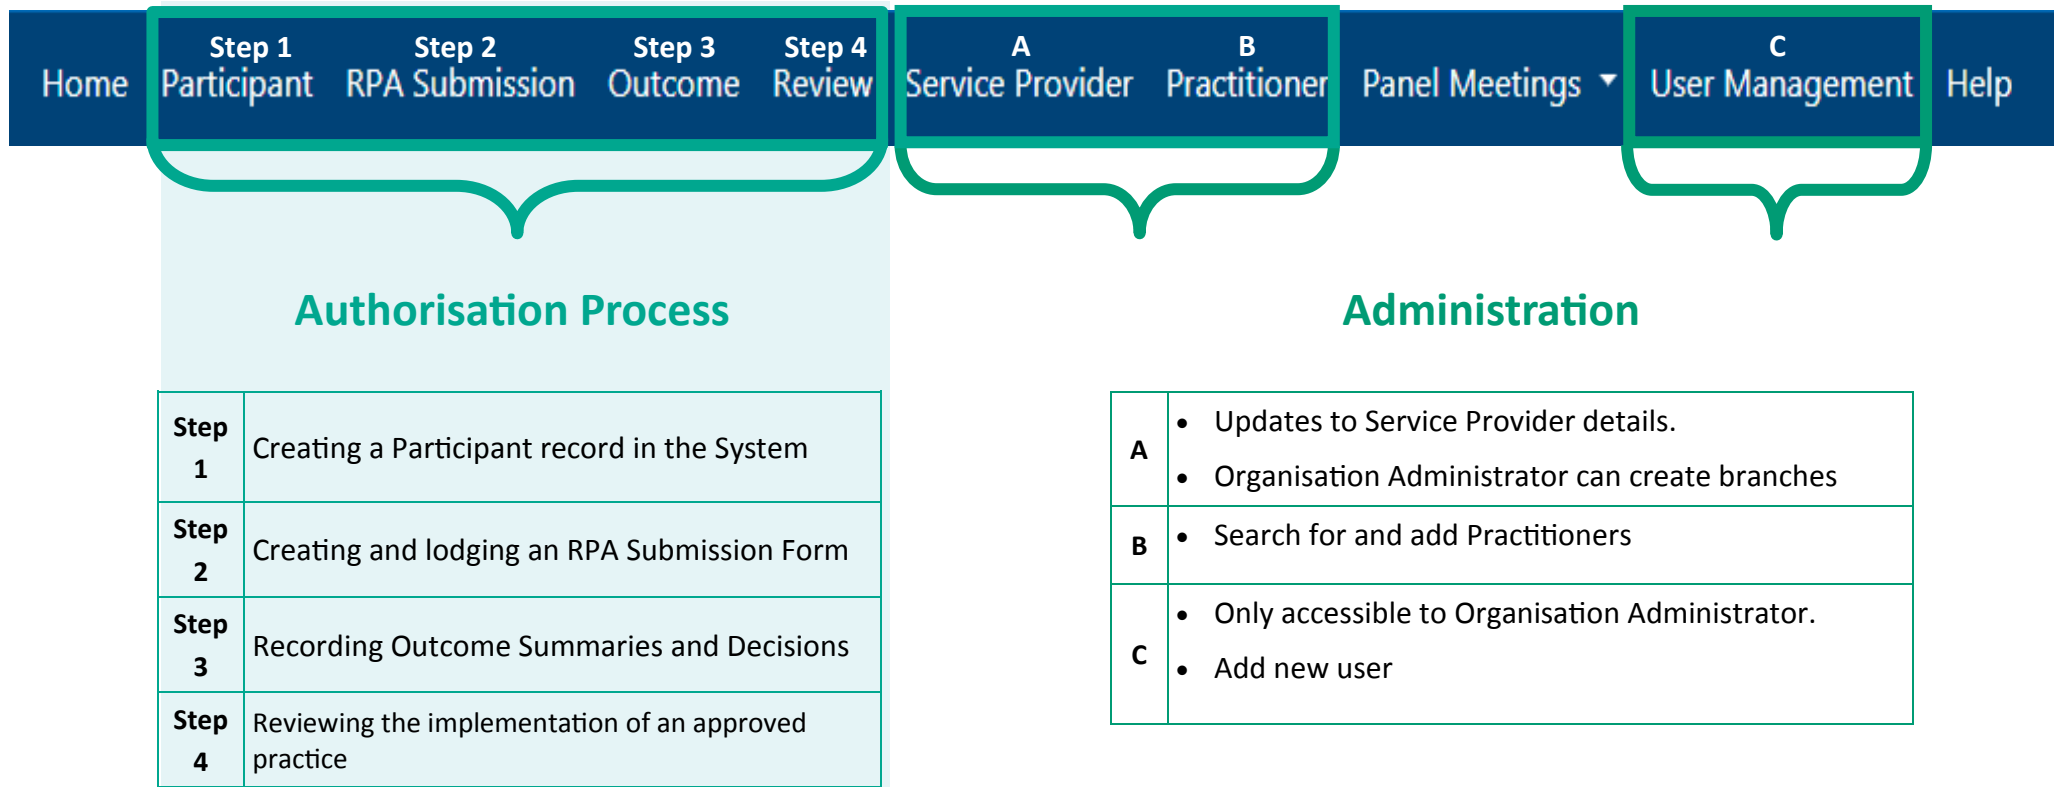 Step 1 Step 2 Step 3 Step 4 A B C
Home Participant RPA Submission Outcome Review Service Provider Practitioner Panel Meetings User Management Help
Authorisation Process
Administration
Step 1
Creating a Participant record in the System
Step 2
Creating and lodging an RPA Submission Form
Step 3
Recording Outcome Summaries and Decisions
Step 4
Reviewing the implementation of an approved
practice
A
• Updates to Service Provider details.
• Organisation Administrator can create branches
B
• Search for and add Practitioners
C
• Only accessible to Organisation Administrator.
• Add new user